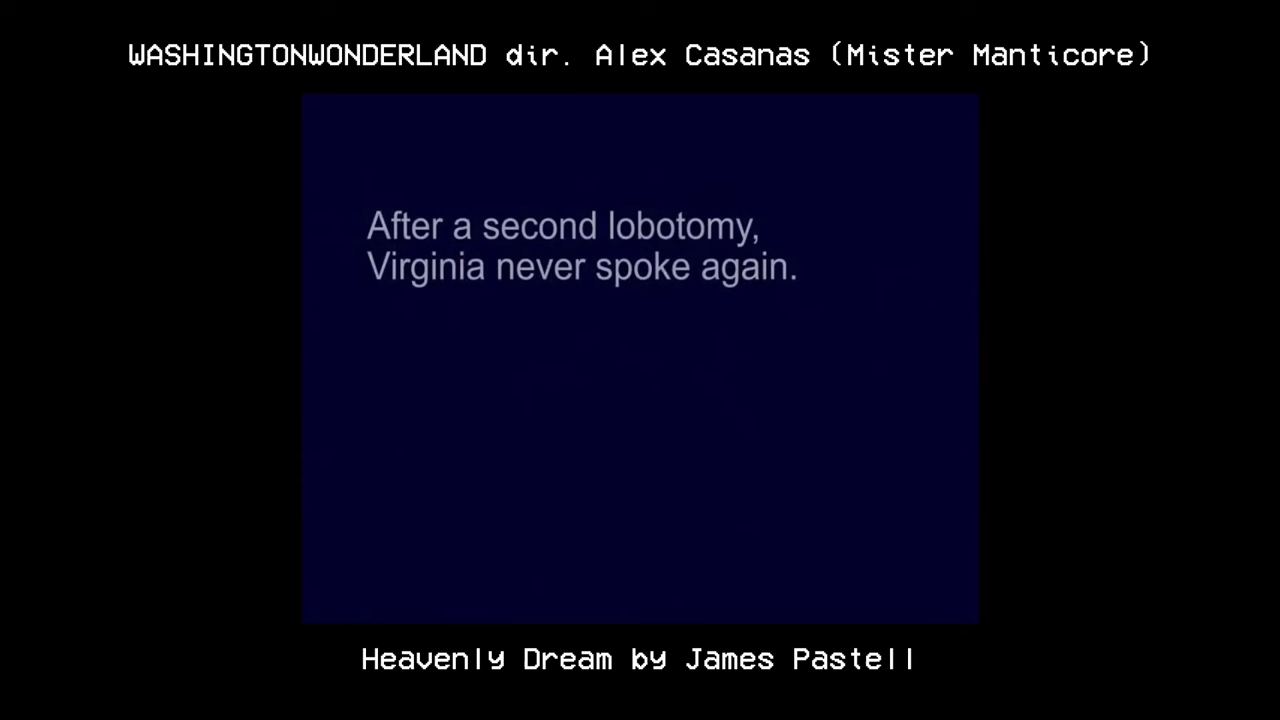 WASHINGTONWONDERLAND dir. Alex Casanas (Mister Manticore)
After a second lobotomy,
Virginia never spoke again.
Heavenly Dream by James Pastell